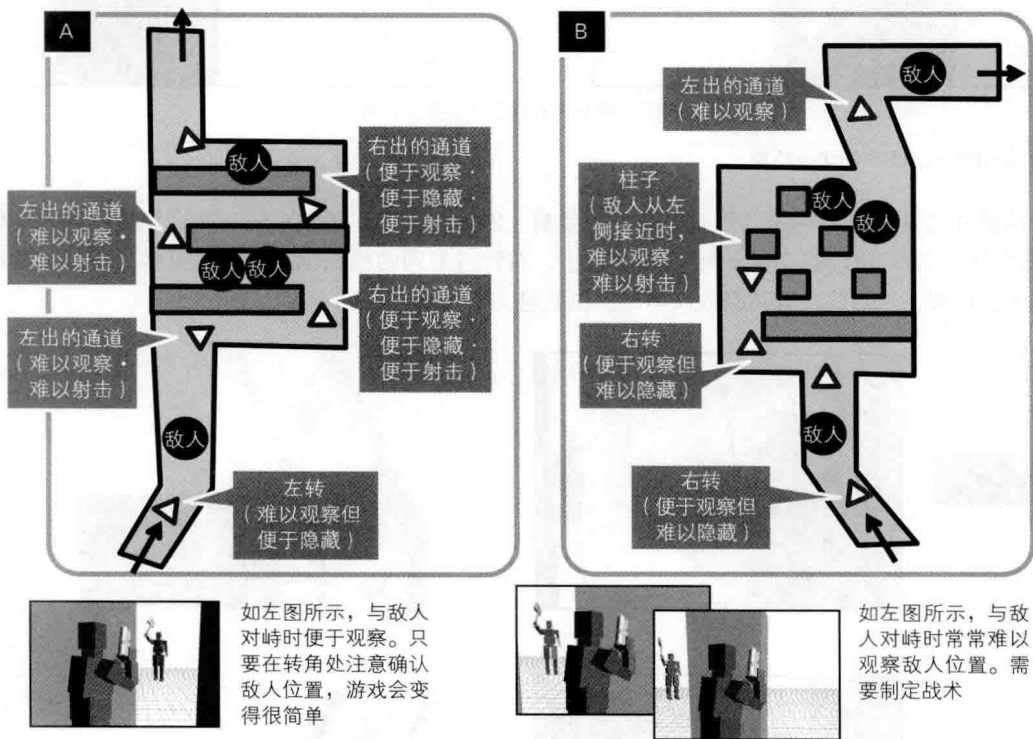 A
敌人
右出的通道
（便于观察·
便于隐藏·
便于射击）
左出的通道
（难以观察·
难以射击）
敌人
敌人
右出的通道
（便于观察·
便于隐藏·
便于射击）
左出的通道
（难以观察·
难以射击）
敌人
左转
（难以观察但
便于隐藏）
如左图所示，与敌人
对峙时便于观察。只
要在转角处注意确认
敌人位置，游戏会变
得很简单
B
敌人
左出的通道
（难以观察）
柱子
（敌人从左
侧接近时，
难以观察·
难以射击）
敌人
敌人
右转
（便于观察但
难以隐藏）
敌人
右转
（便于观察但
难以隐藏）
如左图所示，与敌
人对峙时常常难以
观察敌人位置。需
要制定战术